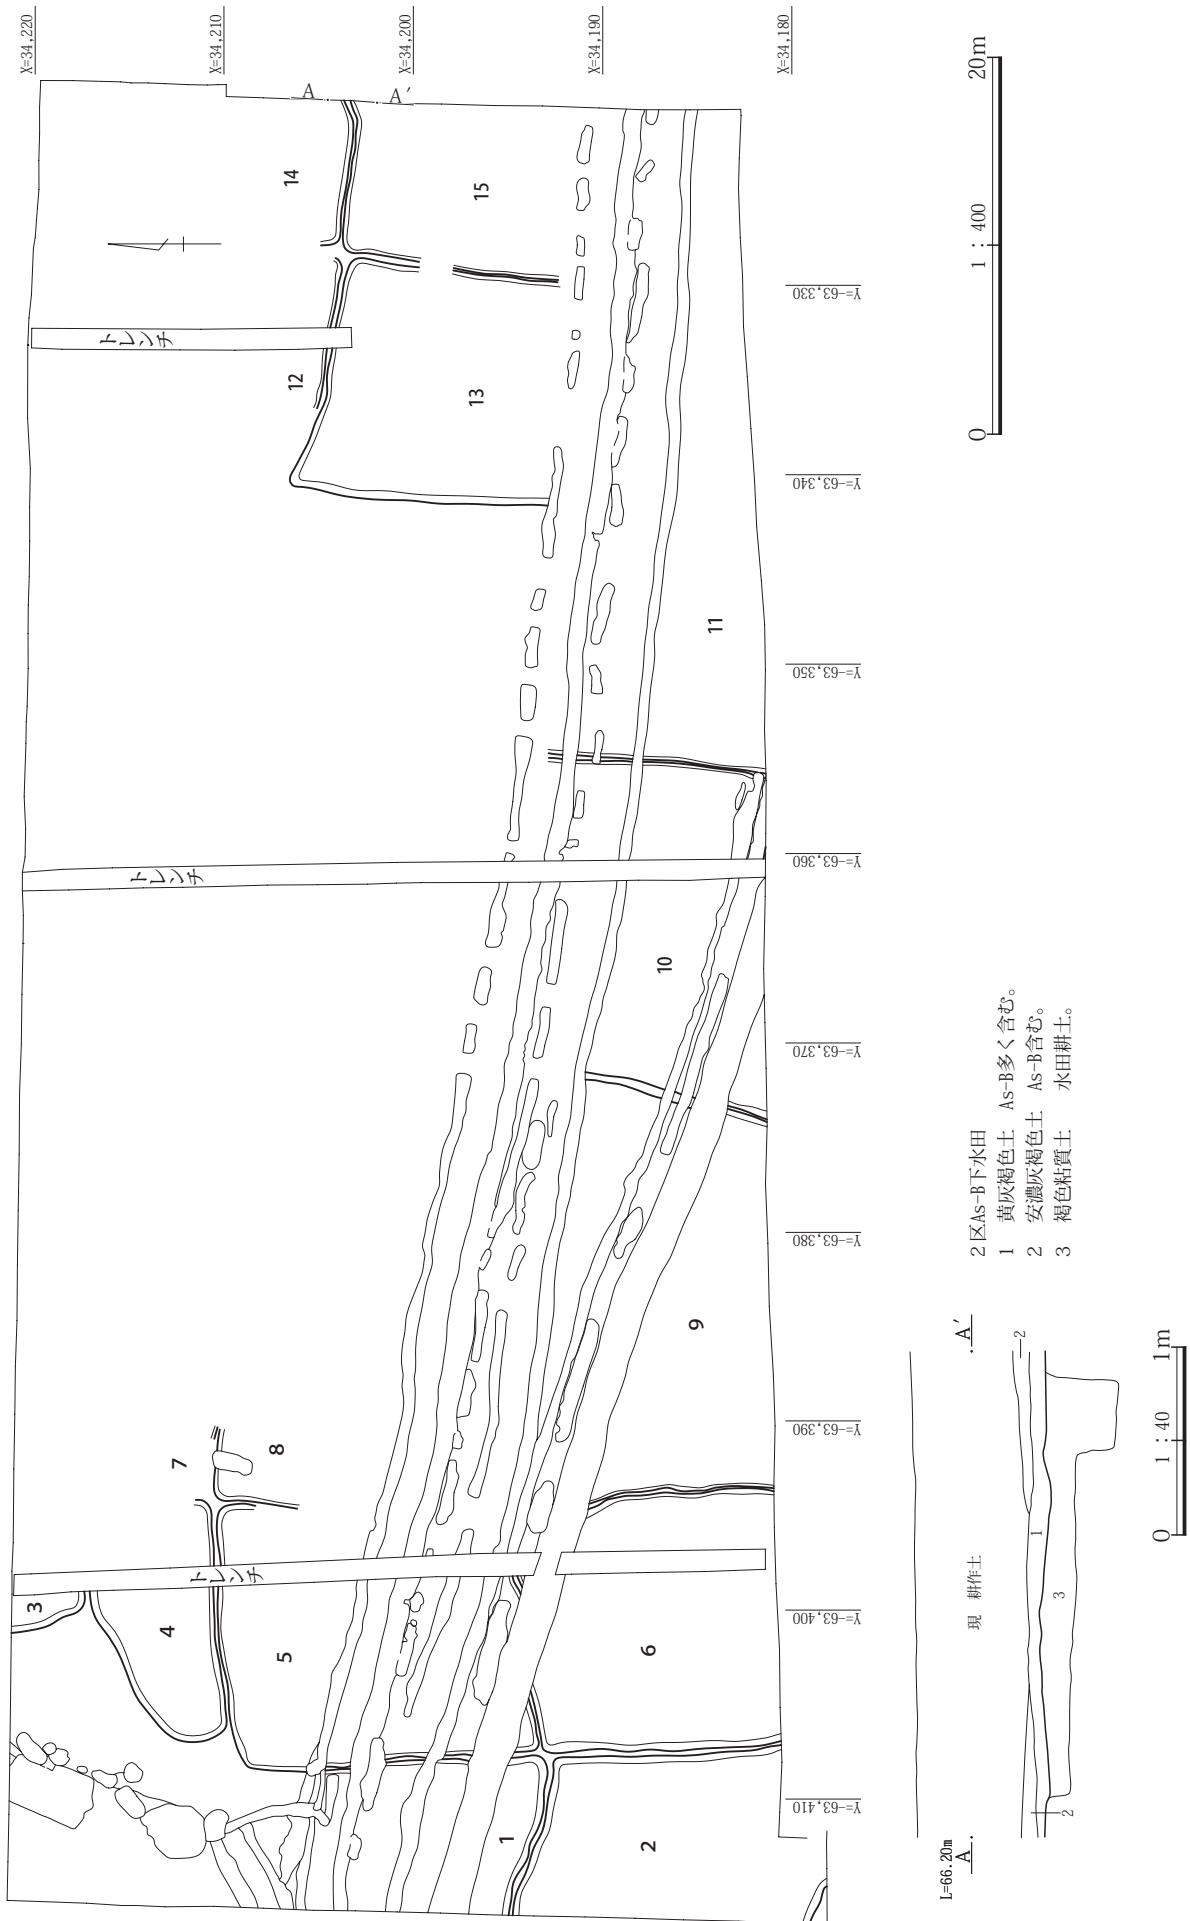 X=34,220
X=34,210
X=34,200
X=34,190
X=34,180
A
A′
14
15
12
13
11
10
9
7
8
3
4
5
6
1
2
トレンチ
トレンチ
トレンチ
Y=-63,330
Y=-63,340
Y=-63,350
Y=-63,360
Y=-63,370
Y=-63,380
Y=-63,390
Y=-63,400
Y=-63,410
0 1 : 400 20m
2区As-B下水田
1 黄灰褐色土 As-B多く含む。
2 安濃灰褐色土 As-B含む。
3 褐色粘質土 水田耕土。
L=66.20m
A .
. A′
現 耕作土
1
2
2
3
0 1 : 40 1m